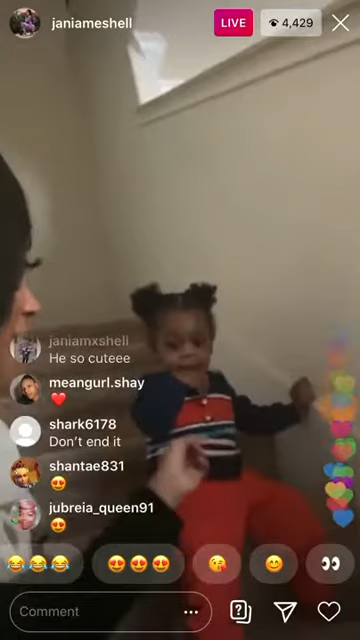 janiameshell LIVE 4,429
janiamxshell
He so cuteee
meangurl.shay
❤️
shark6178
Don't end it
shantae831
😍
jubreia_queen91
😍
😂😂😂 😍😍😍 😘 😊 👀
Comment